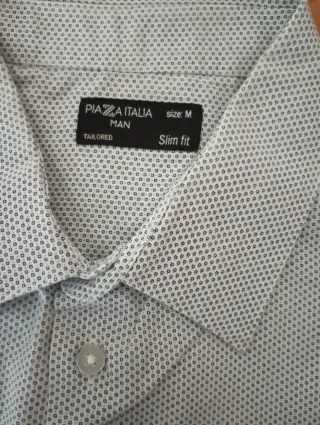 PIAZZA ITALIA size: M
MAN
TAILORED Slim fit